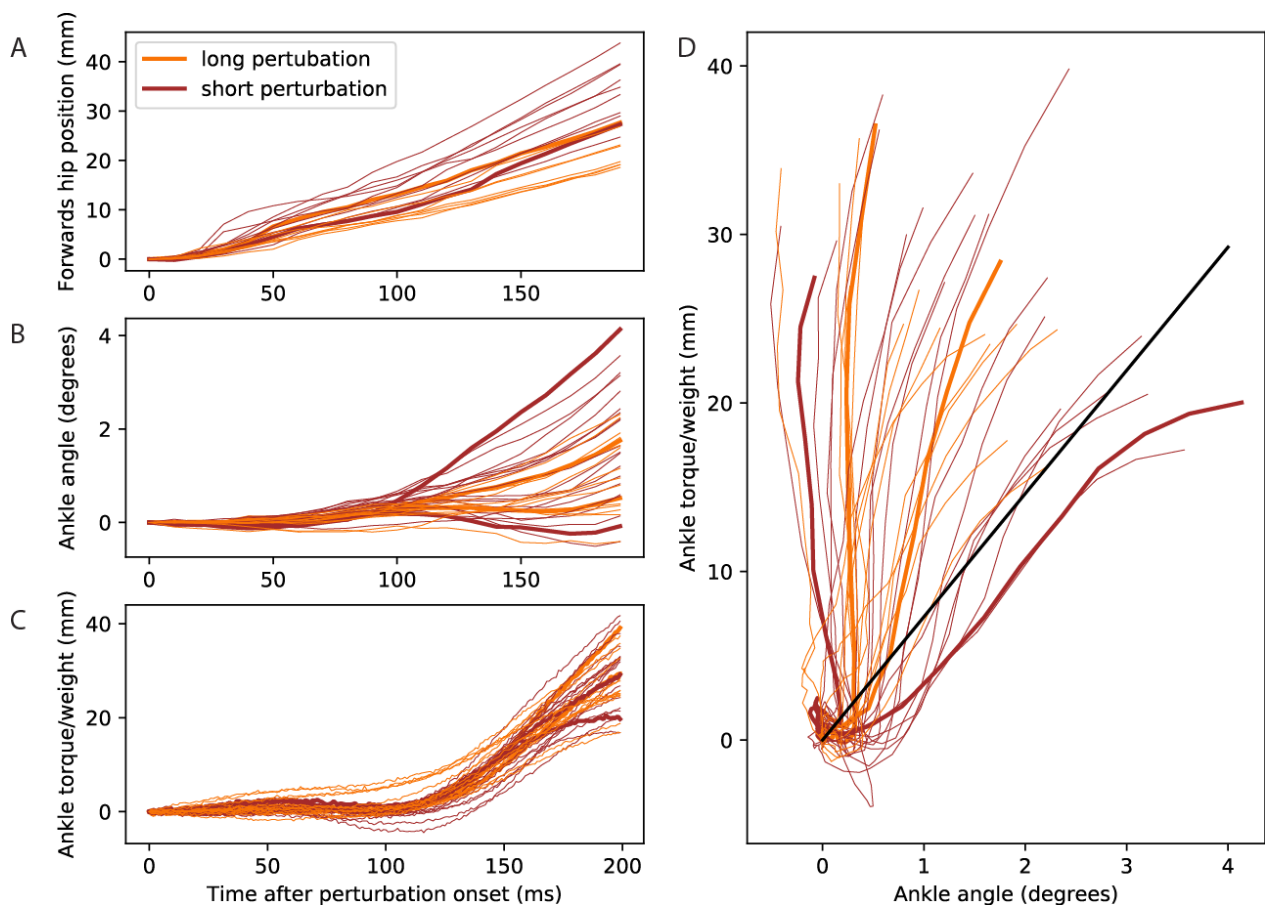 A
Forwards hip position (mm)
40
30
20
10
0
long pertubation
short perturbation
0
50
100
150
B
Ankle angle (degrees)
4
2
0
0
50
100
150
C
Ankle torque/weight (mm)
40
20
0
0
50
100
150
200
Time after perturbation onset (ms)
D
Ankle torque/weight (mm)
40
30
20
10
0
0
1
2
3
4
Ankle angle (degrees)